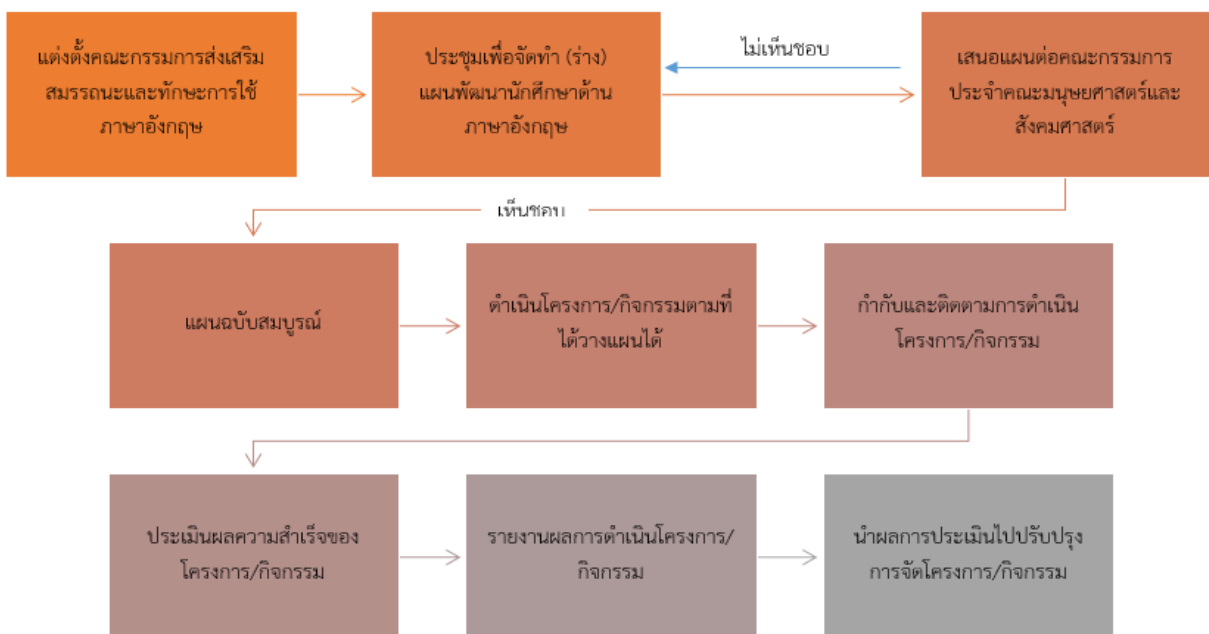 แต่งตั้งคณะกรรมการส่งเสริม
สมรรถนะและทักษะการใช้
ภาษาอังกฤษ
ประชุมเพื่อจัดทำ (ร่าง)
แผนพัฒนานักศึกษาด้าน
ภาษาอังกฤษ
ไม่เห็นชอบ
เสนอแผนต่อคณะกรรมการ
ประจำคณะมนุษยศาสตร์และ
สังคมศาสตร์
เห็นชอบ
แผนฉบับสมบูรณ์
ดำเนินโครงการ/กิจกรรมตามที่
ได้วางแผนได้
กำกับและติดตามการดำเนิน
โครงการ/กิจกรรม
ประเมินผลความสำเร็จของ
โครงการ/กิจกรรม
รายงานผลการดำเนินโครงการ/
กิจกรรม
นำผลการประเมินไปปรับปรุง
การจัดโครงการ/กิจกรรม